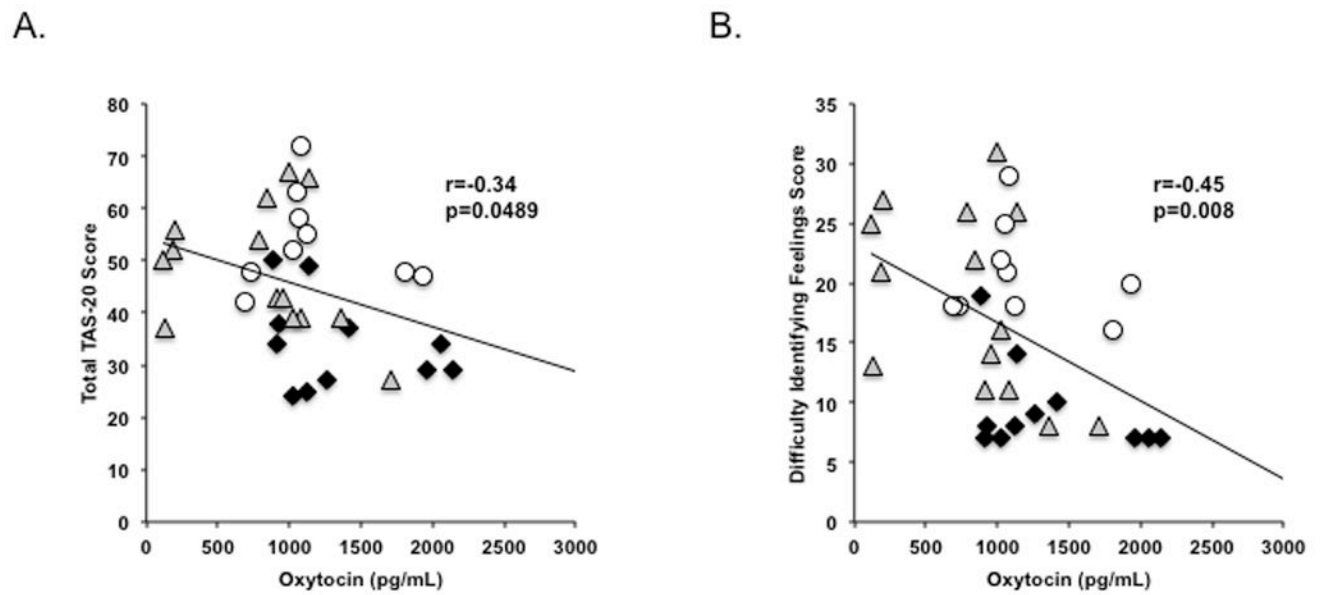 A.
B.
80
70
60
50
40
30
20
10
0
Total TAS-20 Score
r=-0.34
p=0.0489
0 500 1000 1500 2000 2500 3000
Oxytocin (pg/mL)
35
30
25
20
15
10
5
0
Difficulty Identifying Feelings Score
r=-0.45
p=0.008
0 500 1000 1500 2000 2500 3000
Oxytocin (pg/mL)